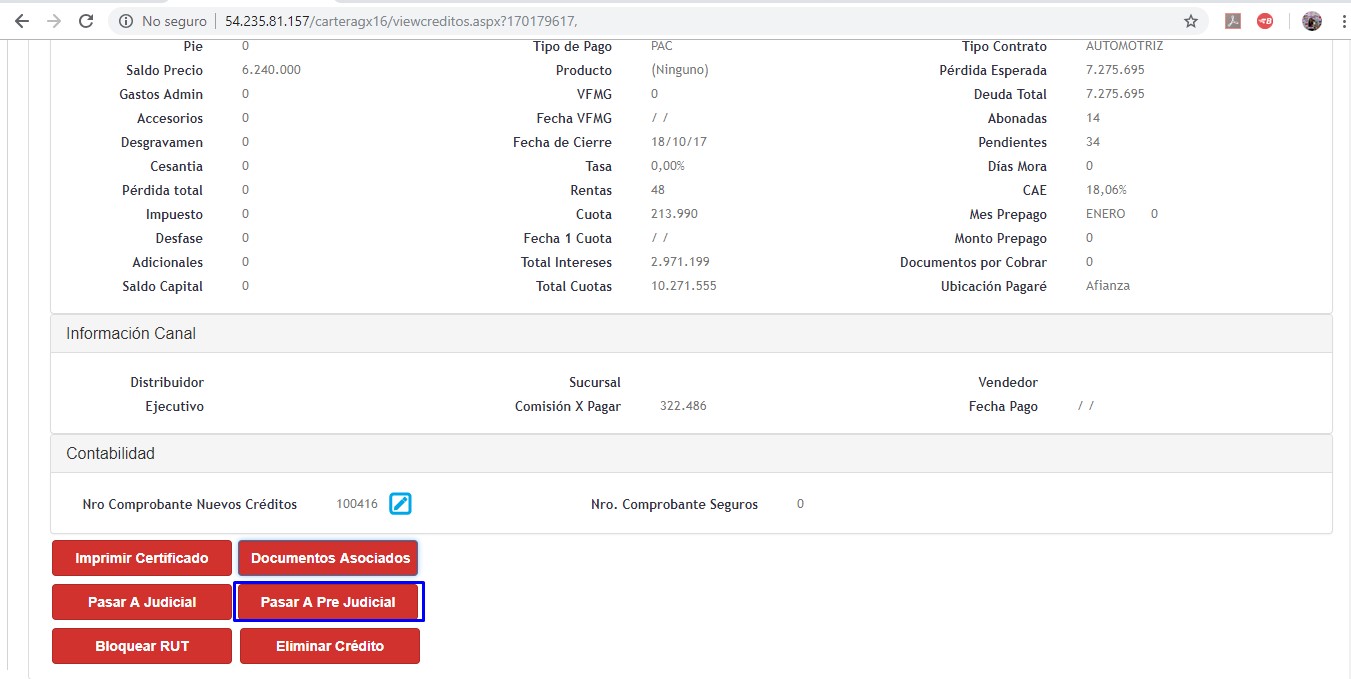 No seguro 54.235.81.157/carteragx16/viewcreditos.aspx?170179617,
Pie 0 Tipo de Pago PAC Tipo Contrato AUTOMOTRIZ
Saldo Precio 6.240.000 Producto (Ninguno) Pérdida Esperada 7.275.695
Gastos Admin 0 VFMG 0 Deuda Total 7.275.695
Accesorios 0 Fecha VFMG / / Abonadas 14
Desgravamen 0 Fecha de Cierre 18/10/17 Pendientes 34
Cesantia 0 Tasa 0,00% Días Mora 0
Pérdida total 0 Rentas 48 CAE 18,06%
Impuesto 0 Cuota 213.990 Mes Prepago ENERO 0
Desfase 0 Fecha 1 Cuota / / Monto Prepago 0
Adicionales 0 Total Intereses 2.971.199 Documentos por Cobrar 0
Saldo Capital 0 Total Cuotas 10.271.555 Ubicación Pagaré Afianza
Información Canal
Distribuidor Sucursal Vendedor
Ejecutivo Comisión X Pagar 322.486 Fecha Pago / /
Contabilidad
Nro Comprobante Nuevos Créditos 100416 Nro. Comprobante Seguros 0
Imprimir Certificado Documentos Asociados
Pasar A Judicial Pasar A Pre Judicial
Bloquear RUT Eliminar Crédito